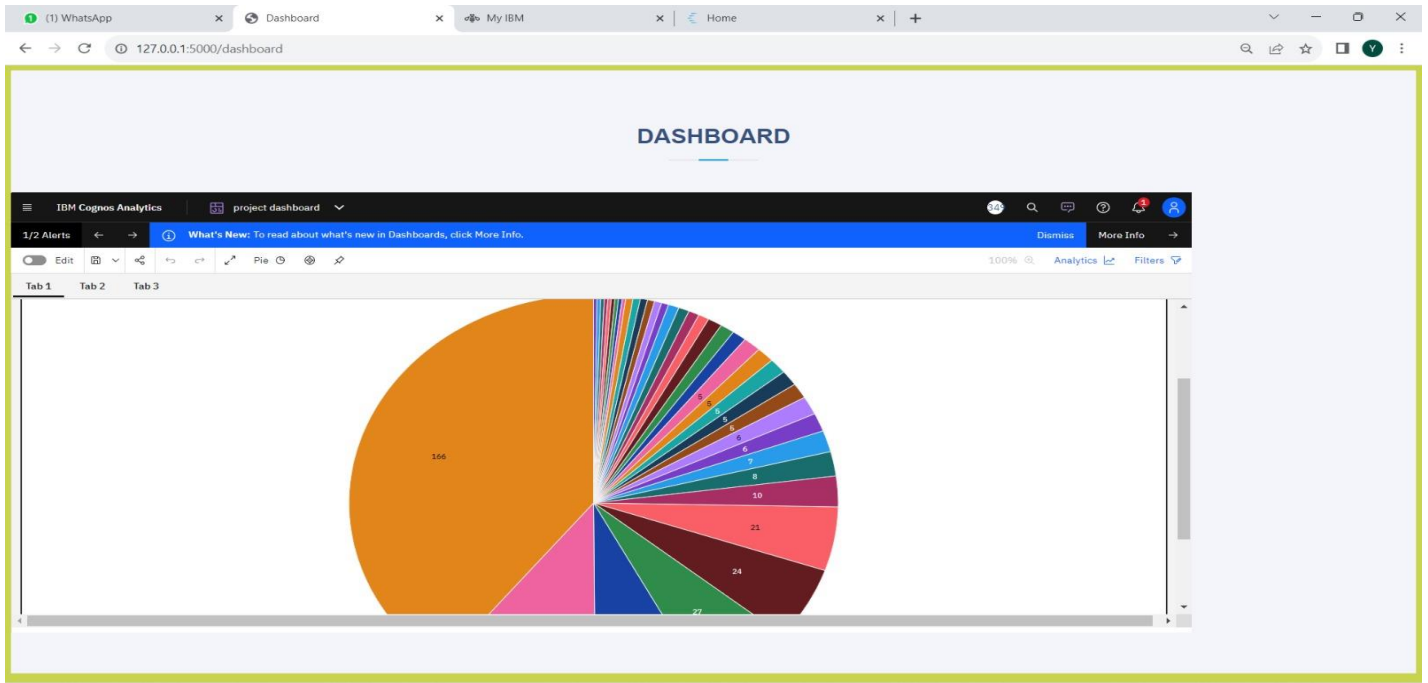 (1) WhatsApp Dashboard My IBM Home
127.0.0.1:5000/dashboard
DASHBOARD
IBM Cognos Analytics project dashboard 1
1/2 Alerts What's New: To read about what's new in Dashboards, click More Info. Dismiss More Info
Edit Pie 100% Analytics Filters
Tab 1 Tab 2 Tab 3
5
5
5
5
5
6
166 6
7
8
10
21
24
27